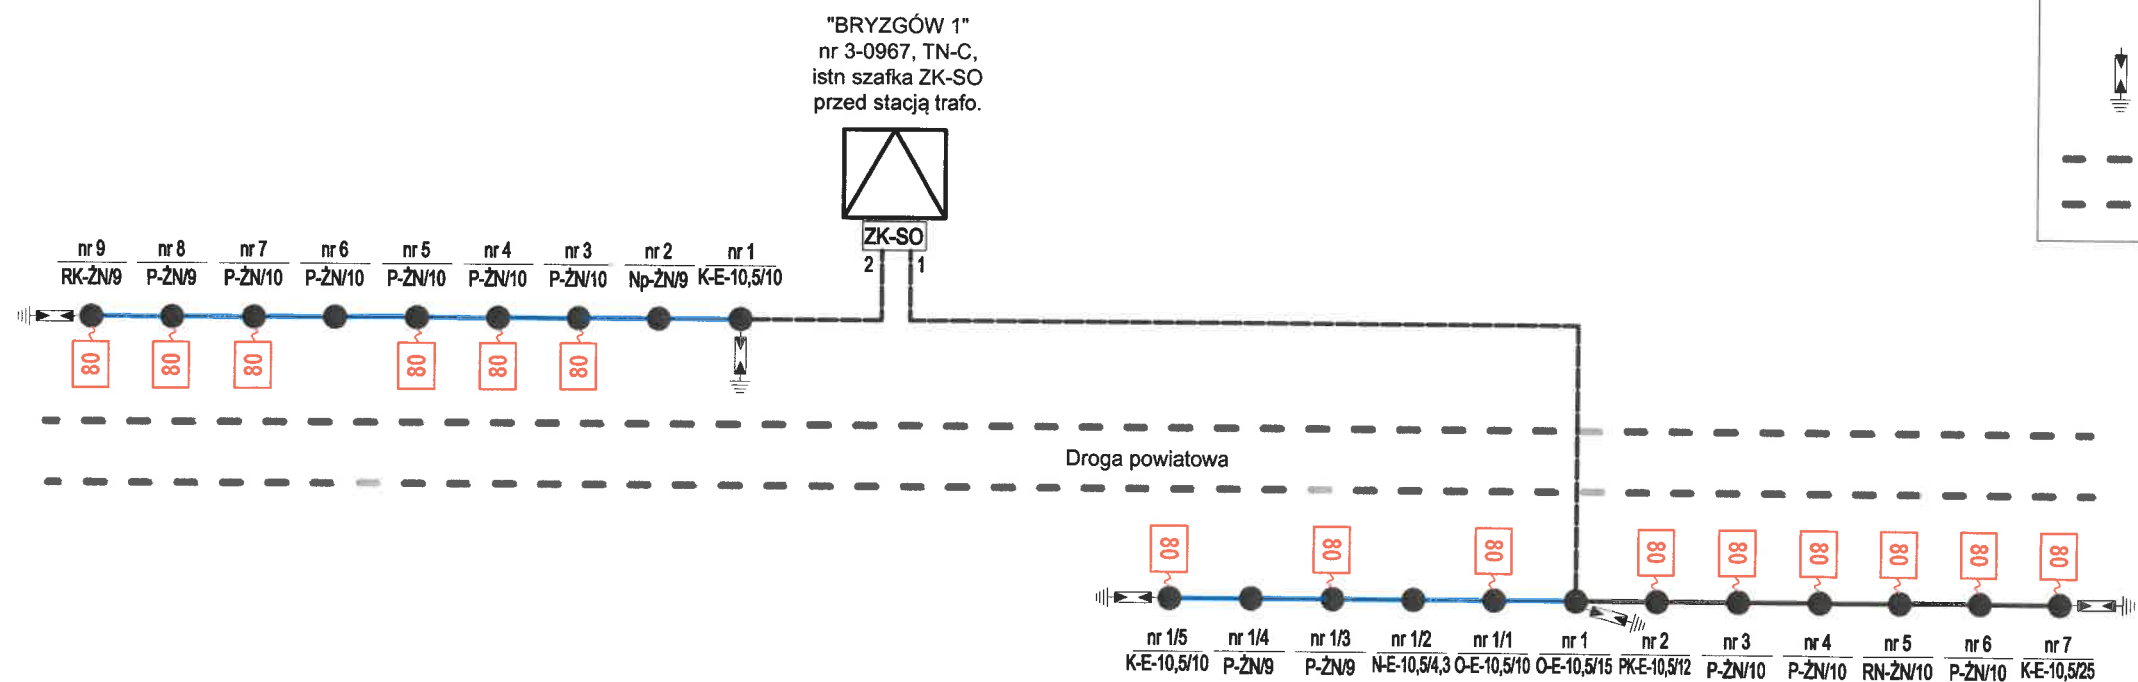 "BRYZGÓW 1"
nr 3-0967, TN-C,
istn szafka ZK-SO
przed stacją trafo.
ZK-SO
2 1
nr 9 nr 8 nr 7 nr 6 nr 5 nr 4 nr 3 nr 2 nr 1
RK-ŻN/9 P-ŻN/9 P-ŻN/10 P-ŻN/10 P-ŻN/10 P-ŻN/10 P-ŻN/10 Np-ŻN/9 K-E-10,5/10
80 80 80 80 80 80
Droga powiatowa
80 80 80 80 80 80 80 80 80
nr 1/5 nr 1/4 nr 1/3 nr 1/2 nr 1/1 nr 1 nr 2 nr 3 nr 4 nr 5 nr 6 nr 7
K-E-10,5/10 P-ŻN/9 P-ŻN/9 N-E-10,5/4,3 O-E-10,5/10 O-E-10,5/15 PK-E-10,5/12 P-ŻN/10 P-ŻN/10 RN-ŻN/10 P-ŻN/10 K-E-10,5/25